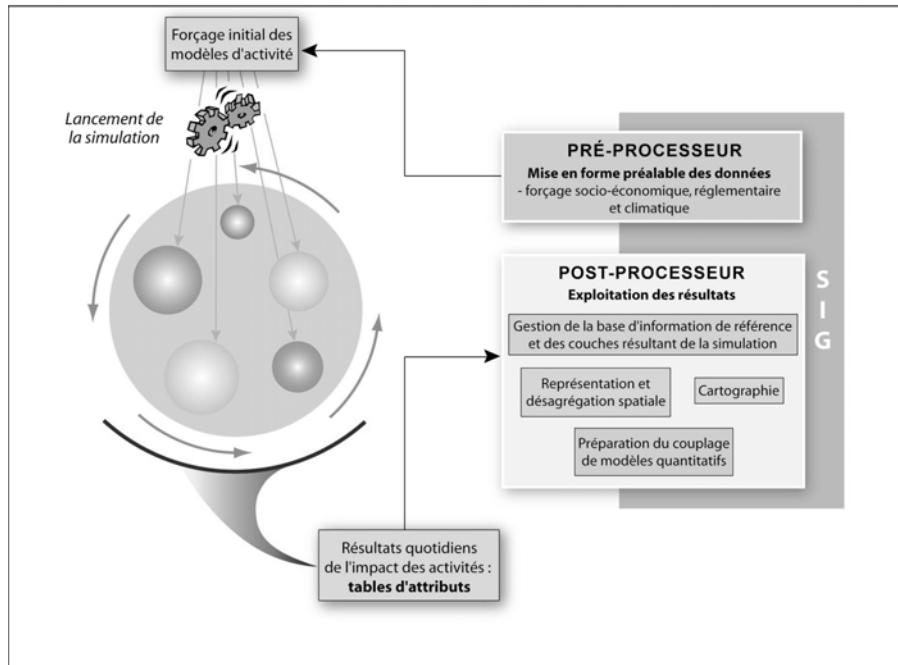 Forçage initial des
modèles d'activité
Lancement de
la simulation
PRÉ-PROCESSEUR
Mise en forme préalable des données
- forçage socio-économique, réglementaire
et climatique
POST-PROCESSEUR
Exploitation des résultats
Gestion de la base d'information de référence
et des couches résultant de la simulation
Représentation et
désagrégation spatiale
Cartographie
Préparation du couplage
de modèles quantitatifs
S
I
G
Résultats quotidiens
de l'impact des activités :
tables d'attributs